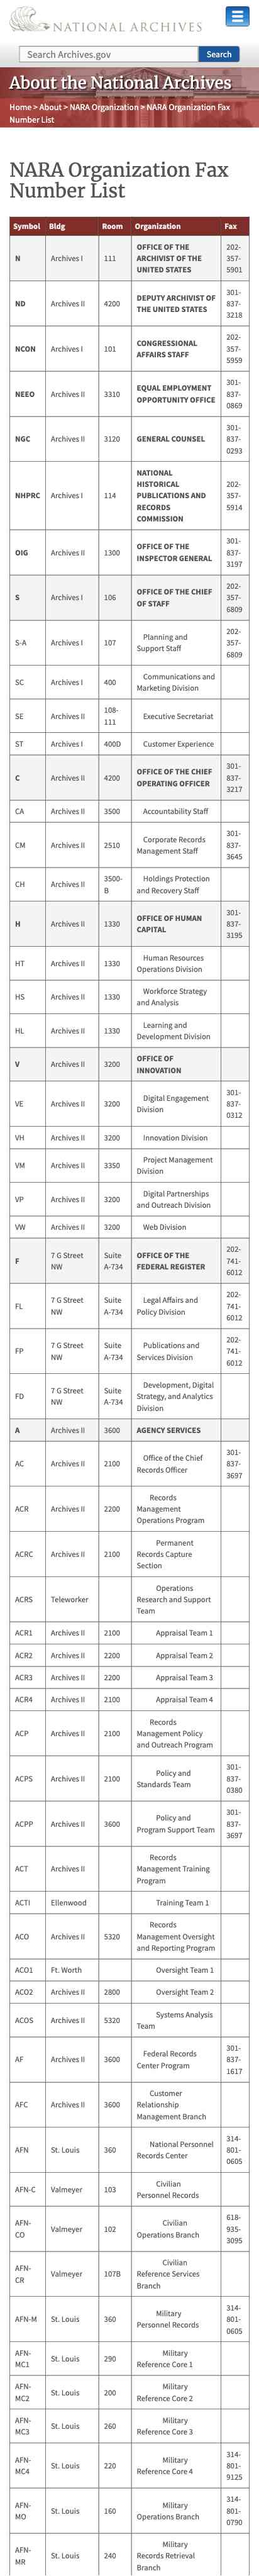 NATIONAL ARCHIVES
Search Archives.gov Search
About the National Archives
Home > About > NARA Organization > NARA Organization Fax
Number List
NARA Organization Fax
Number List
Symbol Bldg Room Organization Fax
N Archives I 111 OFFICE OF THE ARCHIVIST OF THE UNITED STATES 202-357-5901
ND Archives II 4200 DEPUTY ARCHIVIST OF THE UNITED STATES 301-837-3218
NCON Archives I 101 CONGRESSIONAL AFFAIRS STAFF 202-357-5959
NEEO Archives II 3310 EQUAL EMPLOYMENT OPPORTUNITY OFFICE 301-837-0869
NGC Archives II 3120 GENERAL COUNSEL 301-837-0293
NHPRC Archives I 114 NATIONAL HISTORICAL PUBLICATIONS AND RECORDS COMMISSION 202-357-5914
OIG Archives II 1300 OFFICE OF THE INSPECTOR GENERAL 301-837-3197
S Archives I 106 OFFICE OF THE CHIEF OF STAFF 202-357-6809
S-A Archives I 107 Planning and Support Staff 202-357-6809
SC Archives I 400 Communications and Marketing Division
SE Archives II 108-111 Executive Secretariat
ST Archives I 400D Customer Experience
C Archives II 4200 OFFICE OF THE CHIEF OPERATING OFFICER 301-837-3217
CA Archives II 3500 Accountability Staff
CM Archives II 2510 Corporate Records Management Staff 301-837-3645
CH Archives II 3500-B Holdings Protection and Recovery Staff
H Archives II 1330 OFFICE OF HUMAN CAPITAL 301-837-3195
HT Archives II 1330 Human Resources Operations Division
HS Archives II 1330 Workforce Strategy and Analysis
HL Archives II 1330 Learning and Development Division
V Archives II 3200 OFFICE OF INNOVATION
VE Archives II 3200 Digital Engagement Division 301-837-0312
VH Archives II 3200 Innovation Division
VM Archives II 3350 Project Management Division
VP Archives II 3200 Digital Partnerships and Outreach Division
VW Archives II 3200 Web Division
F 7 G Street NW Suite A-734 OFFICE OF THE FEDERAL REGISTER 202-741-6012
FL 7 G Street NW Suite A-734 Legal Affairs and Policy Division 202-741-6012
FP 7 G Street NW Suite A-734 Publications and Services Division 202-741-6012
FD 7 G Street NW Suite A-734 Development, Digital Strategy, and Analytics Division
A Archives II 3600 AGENCY SERVICES
AC Archives II 2100 Office of the Chief Records Officer 301-837-3697
ACR Archives II 2200 Records Management Operations Program
ACRC Archives II 2100 Permanent Records Capture Section
ACRS Teleworker Operations Research and Support Team
ACR1 Archives II 2100 Appraisal Team 1
ACR2 Archives II 2200 Appraisal Team 2
ACR3 Archives II 2200 Appraisal Team 3
ACR4 Archives II 2100 Appraisal Team 4
ACP Archives II 2100 Records Management Policy and Outreach Program
ACPS Archives II 2100 Policy and Standards Team 301-837-0380
ACPP Archives II 3600 Policy and Program Support Team 301-837-3697
ACT Archives II Records Management Training Program
ACTI Ellenwood Training Team 1
ACO Archives II 5320 Records Management Oversight and Reporting Program
ACO1 Ft. Worth Oversight Team 1
ACO2 Archives II 2800 Oversight Team 2
ACOS Archives II 5320 Systems Analysis Team
AF Archives II 3600 Federal Records Center Program 301-837-1617
AFC Archives II 3600 Customer Relationship Management Branch
AFN St. Louis 360 National Personnel Records Center 314-801-0605
AFN-C Valmeyer 103 Civilian Personnel Records
AFN-CO Valmeyer 102 Civilian Operations Branch 618-935-3095
AFN-CR Valmeyer 107B Civilian Reference Services Branch
AFN-M St. Louis 360 Military Personnel Records 314-801-0605
AFN-MC1 St. Louis 290 Military Reference Core 1
AFN-MC2 St. Louis 200 Military Reference Core 2
AFN-MC3 St. Louis 260 Military Reference Core 3
AFN-MC4 St. Louis 220 Military Reference Core 4 314-801-9125
AFN-MO St. Louis 160 Military Operations Branch 314-801-0790
AFN-MR St. Louis 240 Military Records Retrieval Branch